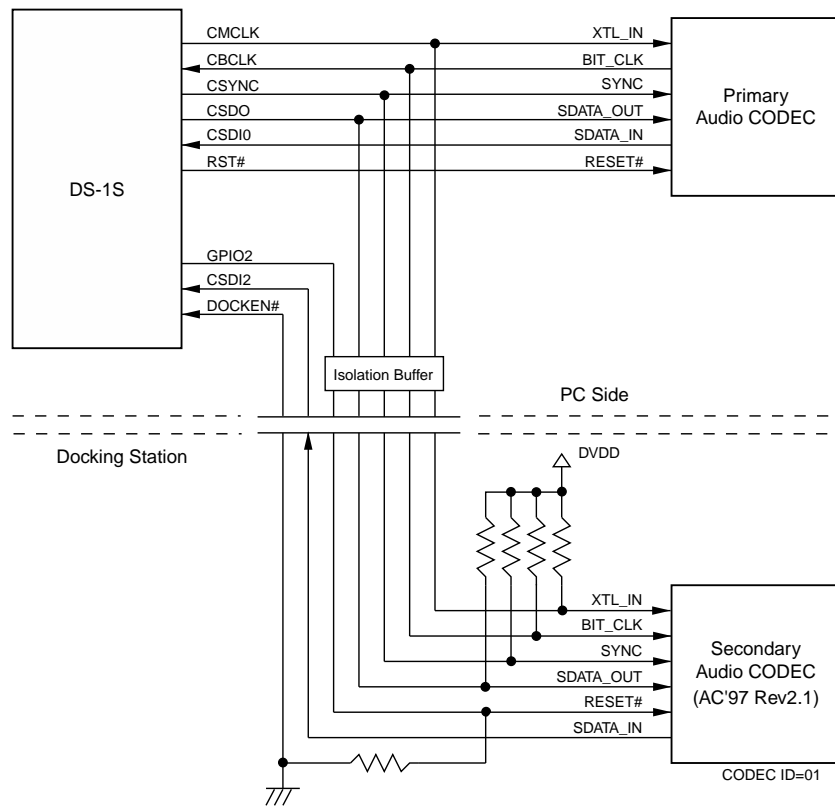 CMCLK XTL_IN
CBCLK BIT_CLK
CSYNC SYNC
CSDO SDATA_OUT
CSDI0 SDATA_IN
RST# RESET#
DS-1S
Primary
Audio CODEC
GPIO2
CSDI2
DOCKEN#
Isolation Buffer
PC Side
Docking Station
DVDD
XTL_IN
BIT_CLK
SYNC
SDATA_OUT
RESET#
SDATA_IN
Secondary
Audio CODEC
(AC'97 Rev2.1)
CODEC ID=01